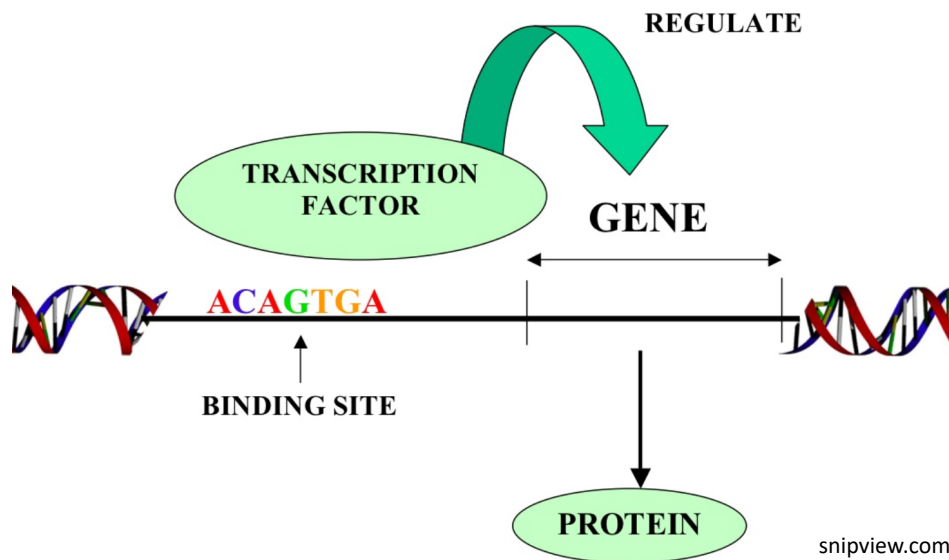 REGULATE
TRANSCRIPTION
FACTOR
GENE
ACAGTGA
BINDING SITE
PROTEIN
snipview.com